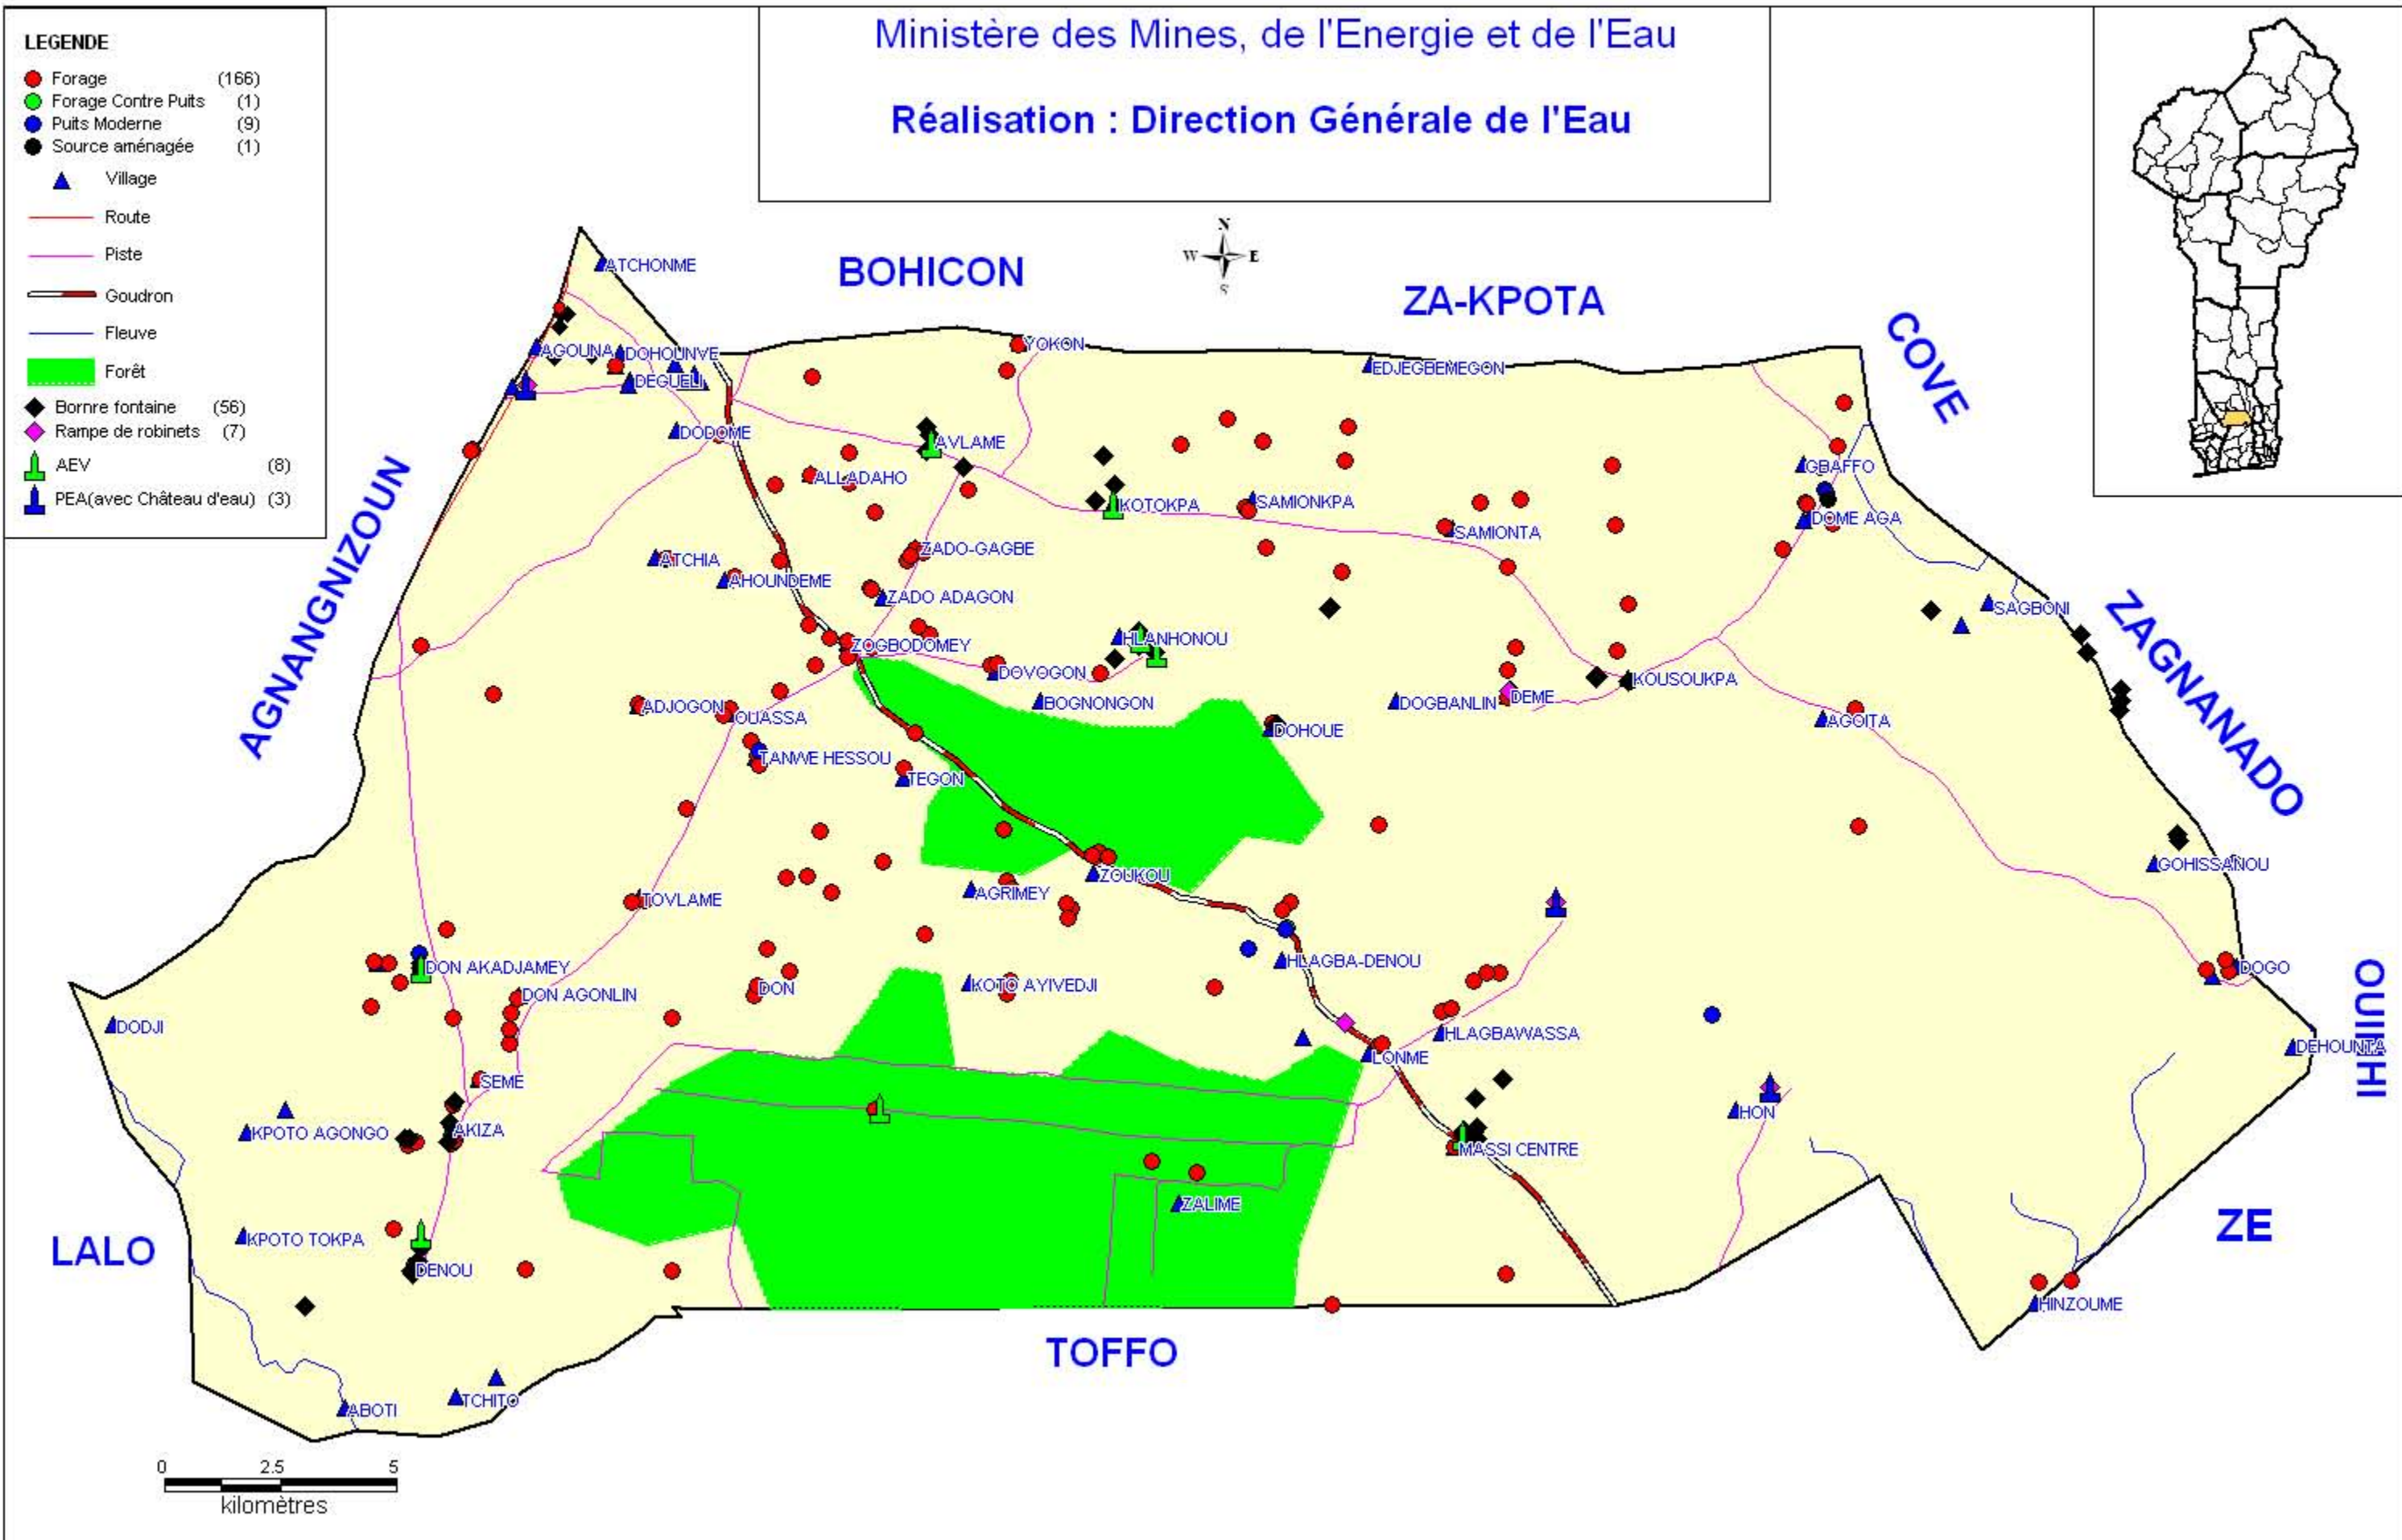 LEGENDE
Forage (166)
Forage Contre Puits (1)
Puits Moderne (9)
Source aménagée (1)
Village
Route
Piste
Goudron
Fleuve
Forêt
Bornre fontaine (56)
Rampe de robinets (7)
AEV (8)
PEA(avec Château d'eau) (3)
Ministère des Mines, de l'Energie et de l'Eau
Réalisation : Direction Générale de l'Eau
N
W E
S
BOHICON
ZA-KPOTA
COVE
ZAGNANADO
OUINHI
ZE
TOFFO
LALO
AGNANGNIZOUN
ATCHONME
AGOUNA
DOHOUNVE
DEGUELI
YOKON
EDJEGBEMEGON
DODOME
AVLAME
ALLADAHO
KOTOKPA
SAMIONKPA
SAMIONTA
GBAFFO
DOME AGA
ATCHIA
AHOUNDEME
ZADO-GAGBE
ZADO ADAGON
SAGBONI
ZOGBODOMEY
HLANHONOU
DOVOGON
BOGNONGON
DOGBANLIN
DEME
KOUSOUKPA
ADJOGON
OUASSA
DOHOUE
AGOITA
TANWE HESSOU
TEGON
GOHISSANOU
ZOUKOU
AGRIMEY
TOVLAME
DON AKADJAMEY
HLAGBA-DENOU
DOGO
DON AGONLIN
DON
KOTO AYIVEDJI
DODJI
HLAGBAWASSA
LONME
DEHOUNTA
SEME
HON
KPOTO AGONGO
AKIZA
MASSI CENTRE
ZALIME
KPOTO TOKPA
DENOU
HINZOUME
TCHITO
ABOTI
0 2.5 5
kilomètres